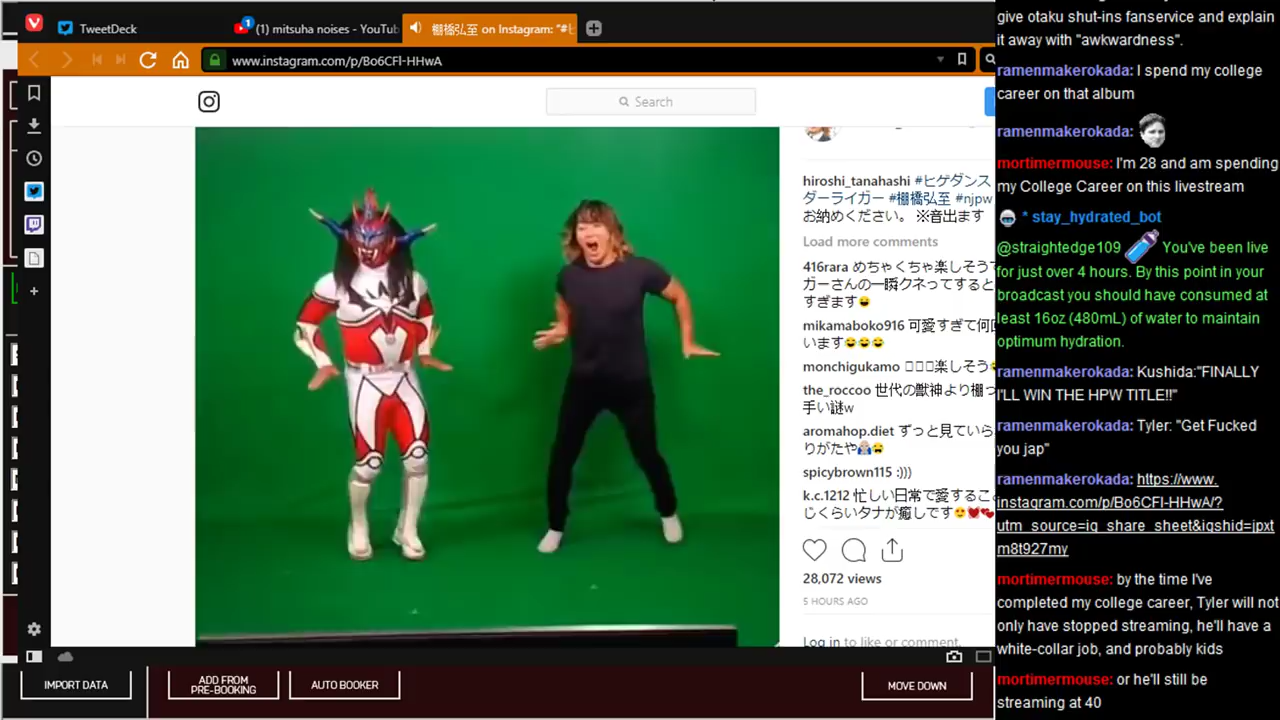 TweetDeck
1
(1) mitsuha noises - YouTub
棚橋弘至 on Instagram: “#ヒ
www.instagram.com/p/Bo6CFl-HHwA
Search
hiroshi_tanahashi #ヒゲダンス
ダーライガー #棚橋弘至 #njpw
お納めください。 ※音出ます
Load more comments
416rara めちゃくちゃ楽しそう
ガーさんの一瞬クネってすると
すぎます😂
mikamaboko916 可愛すぎて何
います😂😂😂
monchigukamo 楽しそう
the_roccoo 世代の獣神より棚っ
手い謎w
aromahop.diet ずっと見ていら
りがたや
spicybrown115 :)))
k.c.1212 忙しい日常で愛するこ
じくらいタナが癒しです😍💓💕
28,072 views
5 HOURS AGO
Log in to like or comment.
IMPORT DATA
ADD FROM
PRE-BOOKING
AUTO BOOKER
MOVE DOWN
give otaku shut-ins fanservice and explain
it away with "awkwardness".
ramenmakerokada: I spend my college
career on that album
ramenmakerokada:
mortimermouse: I'm 28 and am spending
my College Career on this livestream
* stay_hydrated_bot
@straightedge109 You've been live
for just over 4 hours. By this point in your
broadcast you should have consumed at
least 16oz (480mL) of water to maintain
optimum hydration.
ramenmakerokada: Kushida:"FINALLY
I'LL WIN THE HPW TITLE!!"
ramenmakerokada: Tyler: "Get Fucked
you jap"
ramenmakerokada: https://www.
instagram.com/p/Bo6CFl-HHwA/?
utm_source=ig_share_sheet&igshid=jpxt
m8t927my
mortimermouse: by the time I've
completed my college career, Tyler will not
only have stopped streaming, he'll have a
white-collar job, and probably kids
mortimermouse: or he'll still be
streaming at 40